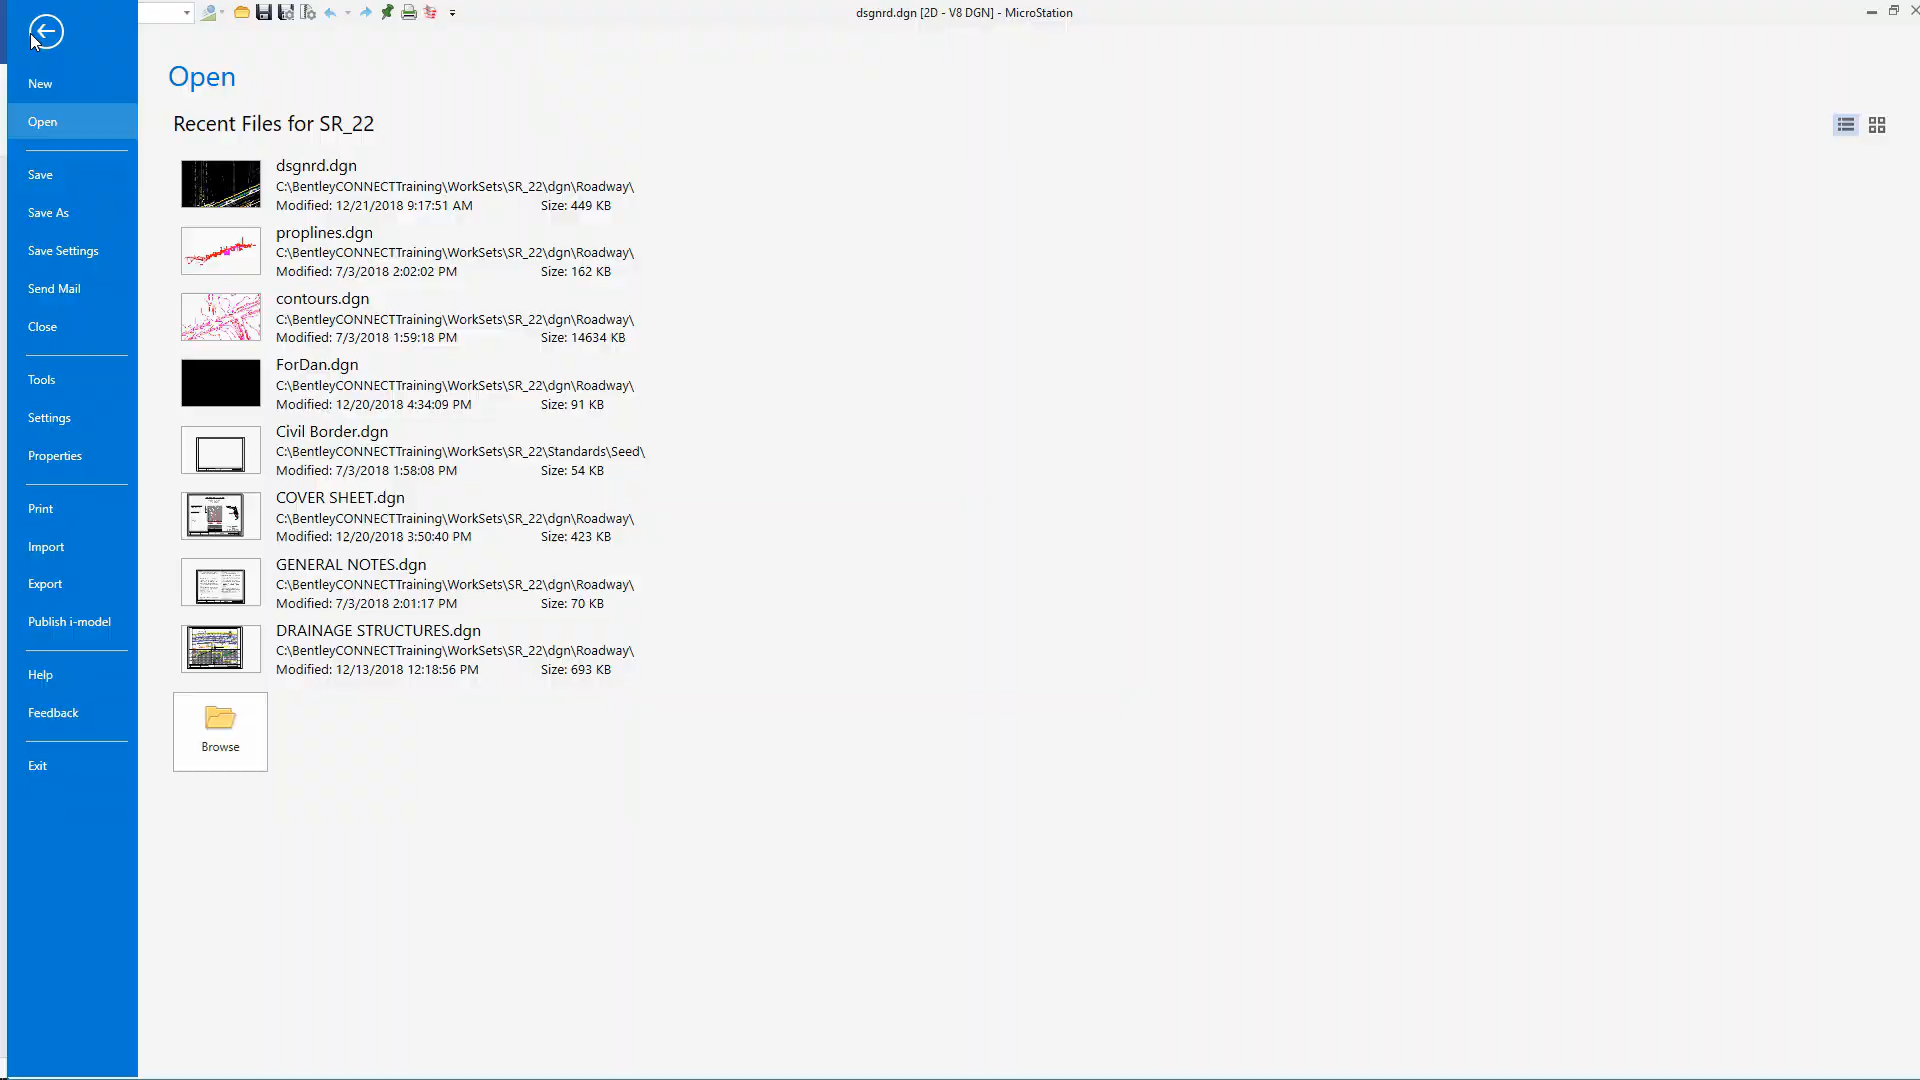 dsgnrd.dgn [2D - V8 DGN] - MicroStation
New
Open
Save
Save As
Save Settings
Send Mail
Close
Tools
Settings
Properties
Print
Import
Export
Publish i-model
Help
Feedback
Exit
Open
Recent Files for SR_22
dsgnrd.dgn
C:\BentleyCONNECTTraining\WorkSets\SR_22\dgn\Roadway\
Modified: 12/21/2018 9:17:51 AM Size: 449 KB
proplines.dgn
C:\BentleyCONNECTTraining\WorkSets\SR_22\dgn\Roadway\
Modified: 7/3/2018 2:02:02 PM Size: 162 KB
contours.dgn
C:\BentleyCONNECTTraining\WorkSets\SR_22\dgn\Roadway\
Modified: 7/3/2018 1:59:18 PM Size: 14634 KB
ForDan.dgn
C:\BentleyCONNECTTraining\WorkSets\SR_22\dgn\Roadway\
Modified: 12/20/2018 4:34:09 PM Size: 91 KB
Civil Border.dgn
C:\BentleyCONNECTTraining\WorkSets\SR_22\Standards\Seed\
Modified: 7/3/2018 1:58:08 PM Size: 54 KB
COVER SHEET.dgn
C:\BentleyCONNECTTraining\WorkSets\SR_22\dgn\Roadway\
Modified: 12/20/2018 3:50:40 PM Size: 423 KB
GENERAL NOTES.dgn
C:\BentleyCONNECTTraining\WorkSets\SR_22\dgn\Roadway\
Modified: 7/3/2018 2:01:17 PM Size: 70 KB
DRAINAGE STRUCTURES.dgn
C:\BentleyCONNECTTraining\WorkSets\SR_22\dgn\Roadway\
Modified: 12/13/2018 12:18:56 PM Size: 693 KB
Browse